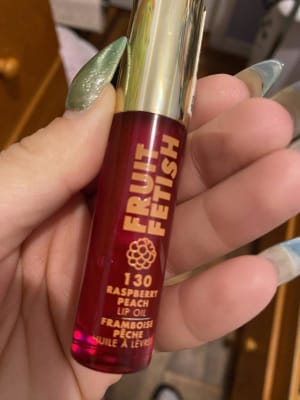 FRUIT
FETISH
130
RASPBERRY
PEACH
LIP OIL
FRAMBOISE
PÊCHE
HUILE À LÈVRES